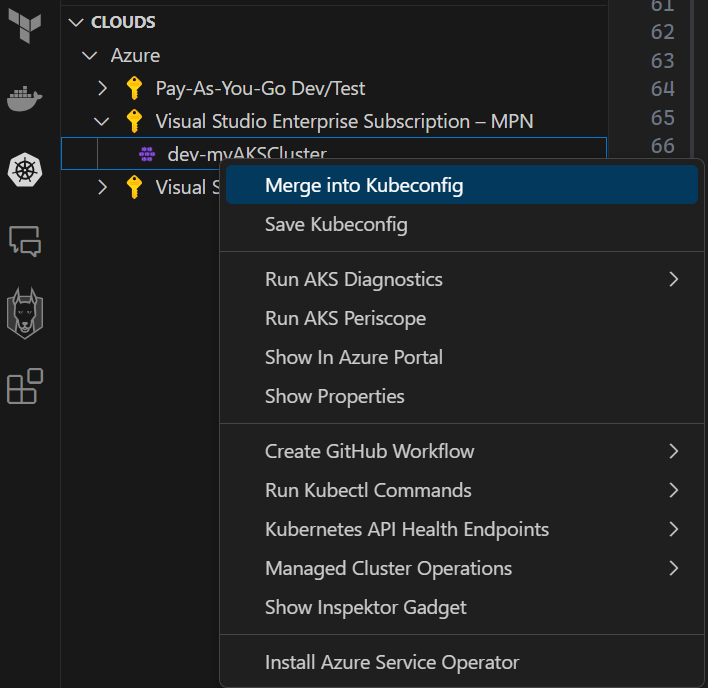 61
CLOUDS
62
Azure
63
Pay-As-You-Go Dev/Test
64
Visual Studio Enterprise Subscription – MPN
65
dev-myAKSCluster
66
Visual S
Merge into Kubeconfig
Save Kubeconfig
Run AKS Diagnostics
Run AKS Periscope
Show In Azure Portal
Show Properties
Create GitHub Workflow
Run Kubectl Commands
Kubernetes API Health Endpoints
Managed Cluster Operations
Show Inspektor Gadget
Install Azure Service Operator